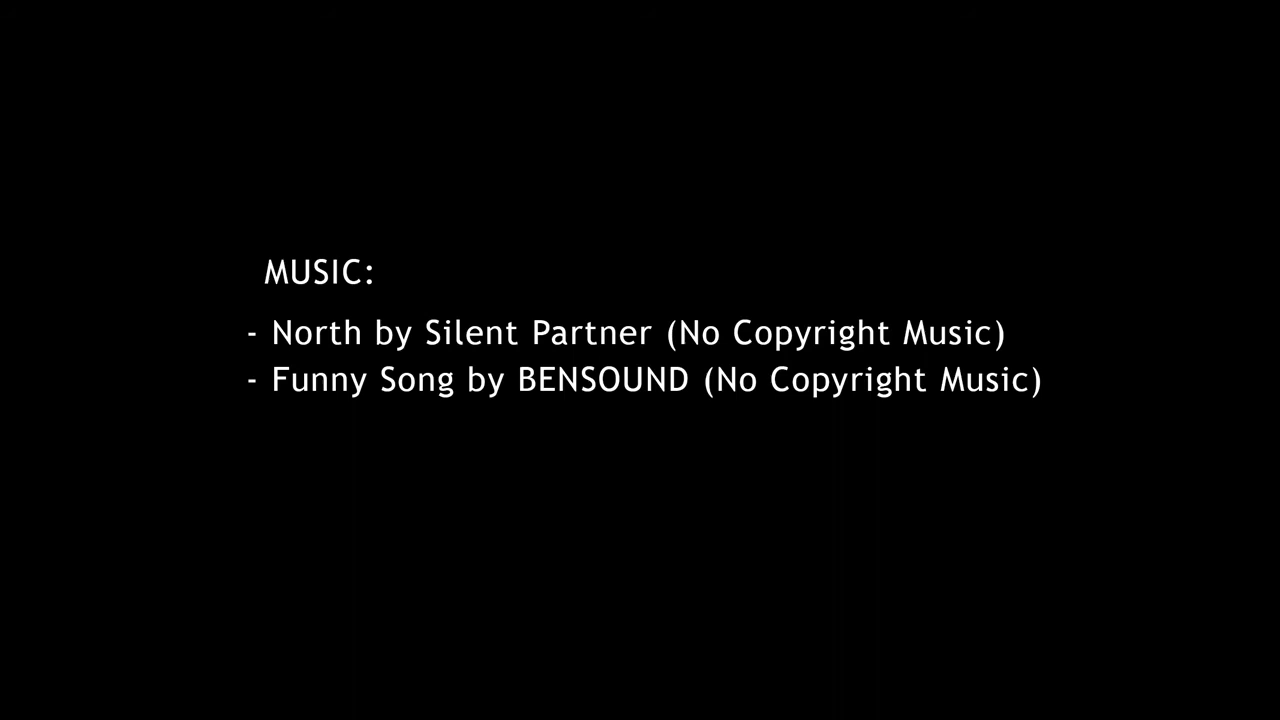 MUSIC:
- North by Silent Partner (No Copyright Music)
- Funny Song by BENSOUND (No Copyright Music)